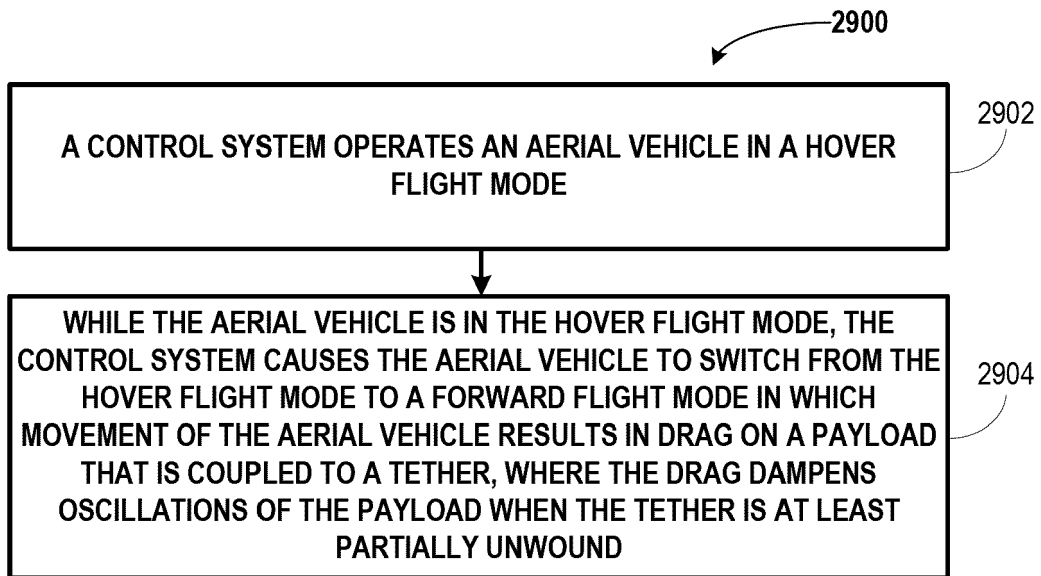 2900
A CONTROL SYSTEM OPERATES AN AERIAL VEHICLE IN A HOVER
FLIGHT MODE
2902
WHILE THE AERIAL VEHICLE IS IN THE HOVER FLIGHT MODE, THE
CONTROL SYSTEM CAUSES THE AERIAL VEHICLE TO SWITCH FROM THE
HOVER FLIGHT MODE TO A FORWARD FLIGHT MODE IN WHICH
MOVEMENT OF THE AERIAL VEHICLE RESULTS IN DRAG ON A PAYLOAD
THAT IS COUPLED TO A TETHER, WHERE THE DRAG DAMPENS
OSCILLATIONS OF THE PAYLOAD WHEN THE TETHER IS AT LEAST
PARTIALLY UNWOUND
2904